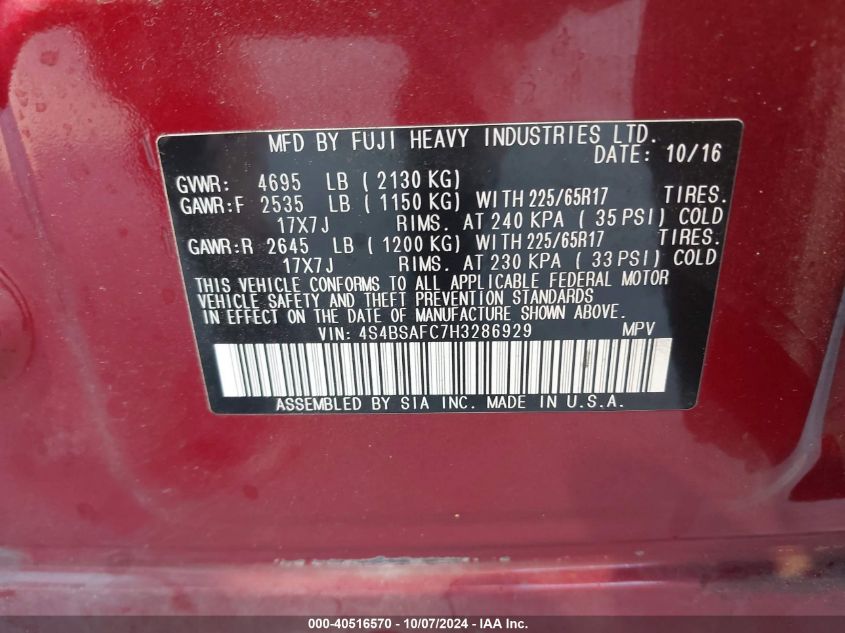 MFD BY FUJI HEAVY INDUSTRIES LTD.
DATE: 10/16
GVWR: 4695 LB ( 2130 KG)
GAWR:F 2535 LB ( 1150 KG) WITH 225/65R17 TIRES.
17X7J RIMS. AT 240 KPA ( 35 PSI) COLD
GAWR:R 2645 LB ( 1200 KG) WITH 225/65R17 TIRES.
17X7J RIMS. AT 230 KPA ( 33 PSI) COLD
THIS VEHICLE CONFORMS TO ALL APPLICABLE FEDERAL MOTOR
VEHICLE SAFETY AND THEFT PREVENTION STANDARDS
IN EFFECT ON THE DATE OF MANUFACTURE SHOWN ABOVE.
VIN: 4S4BSAFC7H3286929 MPV
ASSEMBLED BY SIA INC. MADE IN U.S.A.
000-40516570 - 10/07/2024 - IAA Inc.